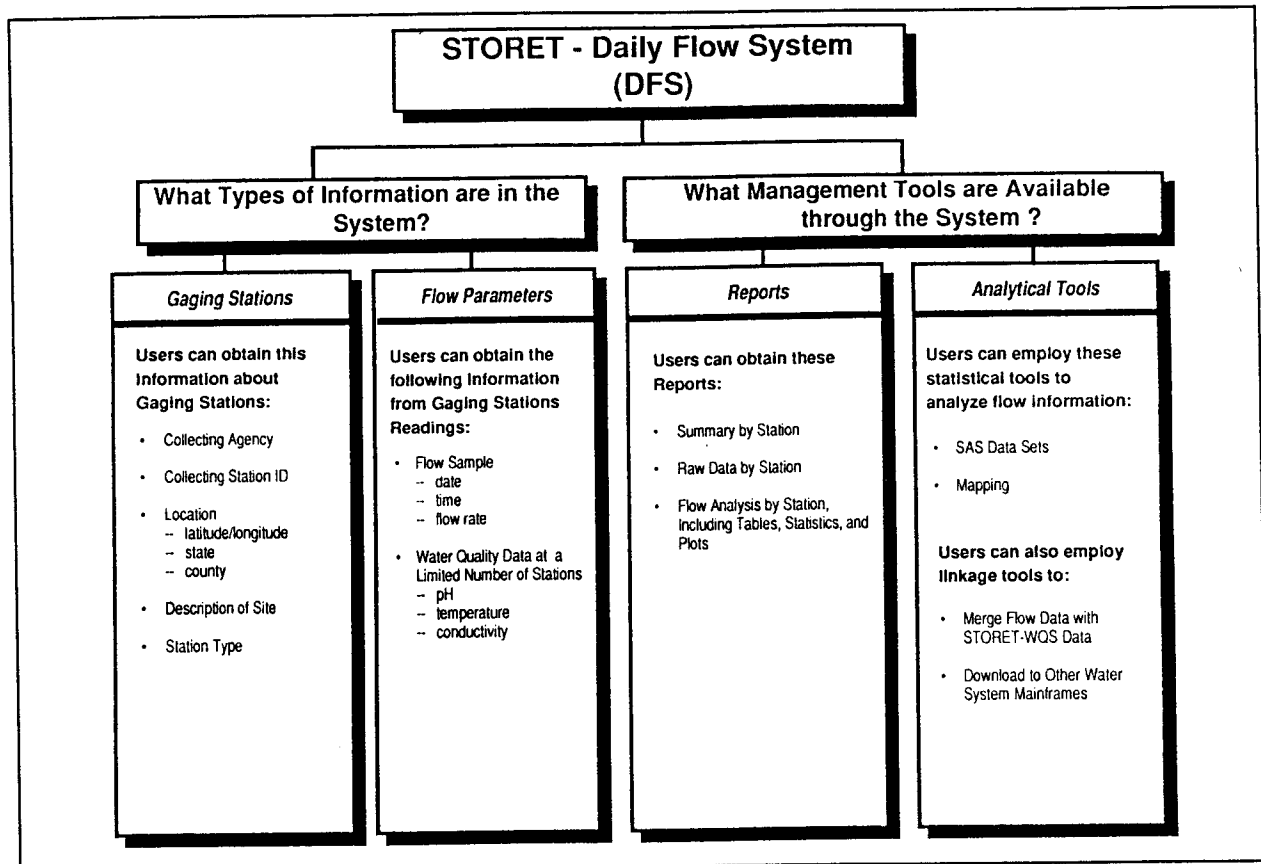 STORET - Daily Flow System
(DFS)
What Types of Information are in the
System?
What Management Tools are Available
through the System ?
Gaging Stations
Users can obtain this
Information about
Gaging Stations:
• Collecting Agency
• Collecting Station ID
• Location
-- latitude/longitude
-- state
-- county
• Description of Site
• Station Type
Flow Parameters
Users can obtain the
following Information
from Gaging Stations
Readings:
• Flow Sample
-- date
-- time
-- flow rate
• Water Quality Data at a
Limited Number of Stations
-- pH
-- temperature
-- conductivity
Reports
Users can obtain these
Reports:
• Summary by Station
• Raw Data by Station
• Flow Analysis by Station,
Including Tables, Statistics, and
Plots
Analytical Tools
Users can employ these
statistical tools to
analyze flow information:
• SAS Data Sets
• Mapping
Users can also employ
linkage tools to:
• Merge Flow Data with
STORET-WQS Data
• Download to Other Water
System Mainframes